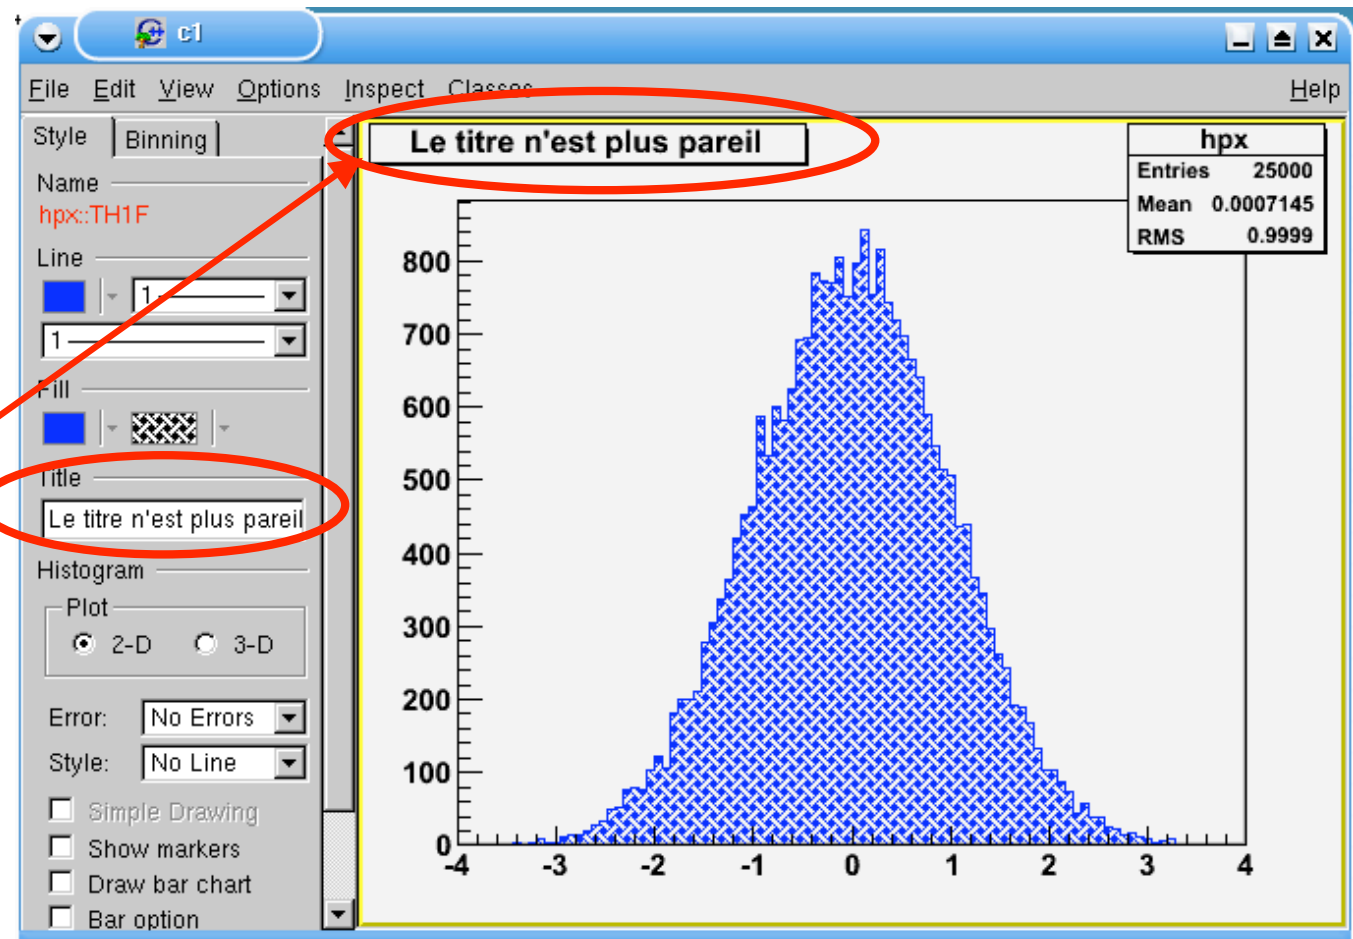 c1
File Edit View Options Inspect Classes Help
Style Binning
Name
hpx::TH1F
Line
1
1
Fill
Title
Le titre n'est plus pareil
Histogram
Plot
2-D 3-D
Error: No Errors
Style: No Line
Simple Drawing
Show markers
Draw bar chart
Bar option
Le titre n'est plus pareil
hpx
Entries 25000
Mean 0.0007145
RMS 0.9999
800
700
600
500
400
300
200
100
0
-4 -3 -2 -1 0 1 2 3 4